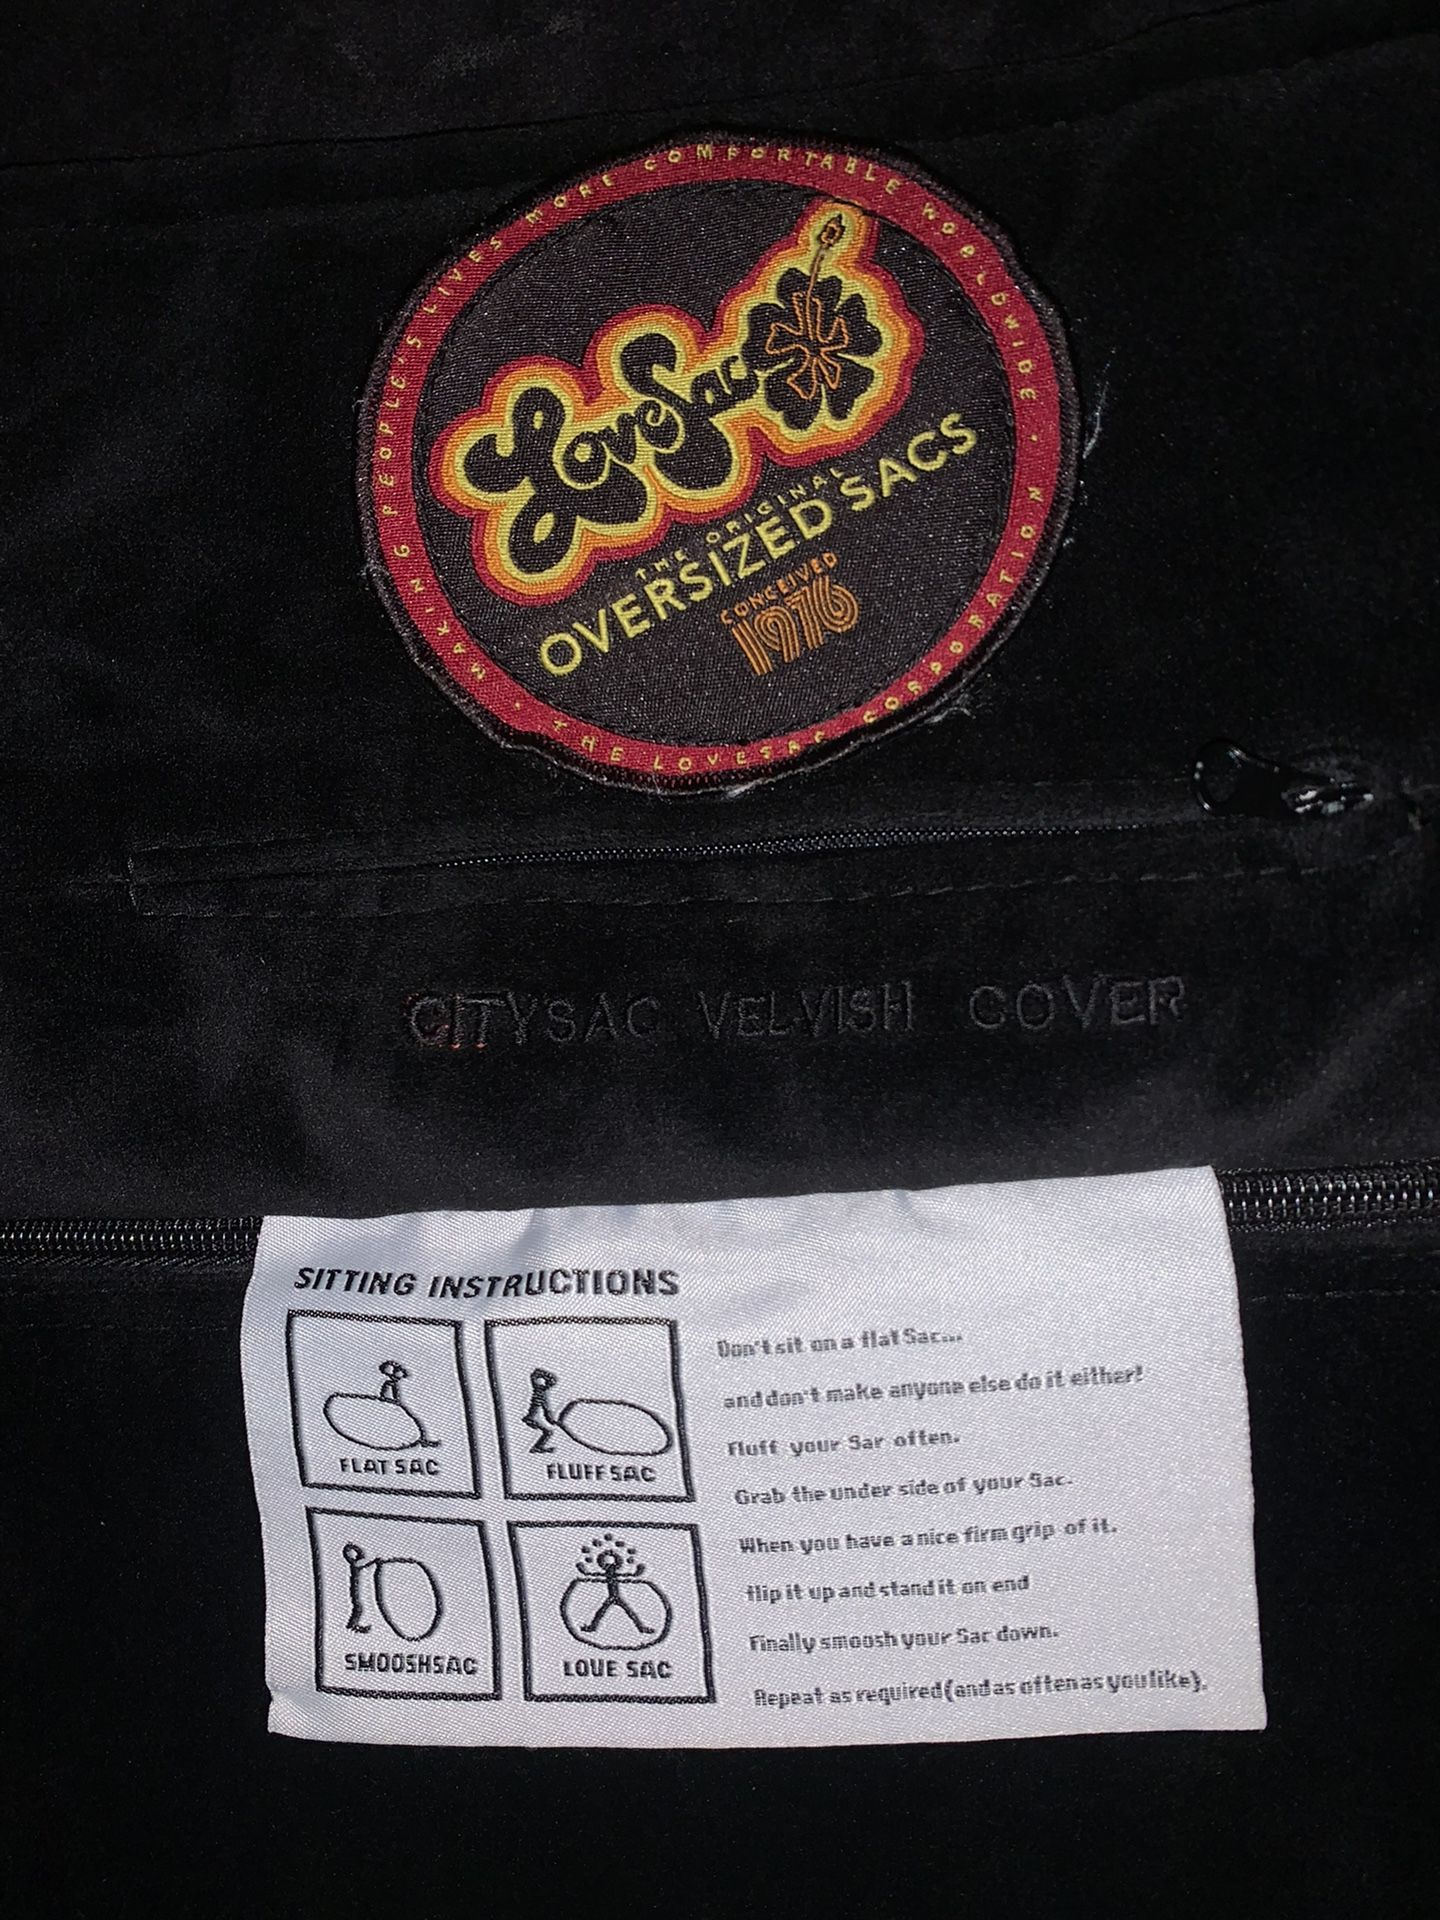 MAKING PEOPLE'S LIVES MORE COMFORTABLE WORLDWIDE · THE LOVESAC CORPORATION ·
LoveSac
THE ORIGINAL
OVERSIZED SACS
CONCEIVED
1976
CITYSAC VELVISH COVER
SITTING INSTRUCTIONS
FLAT SAC
FLUFF SAC
SMOOSHSAC
LOVE SAC
Don't sit on a flat Sac...
and don't make anyone else do it either!
Fluff your Sac often.
Grab the under side of your Sac.
When you have a nice firm grip of it.
flip it up and stand it on end
Finally smoosh your Sac down.
Repeat as required (and as often as you like).